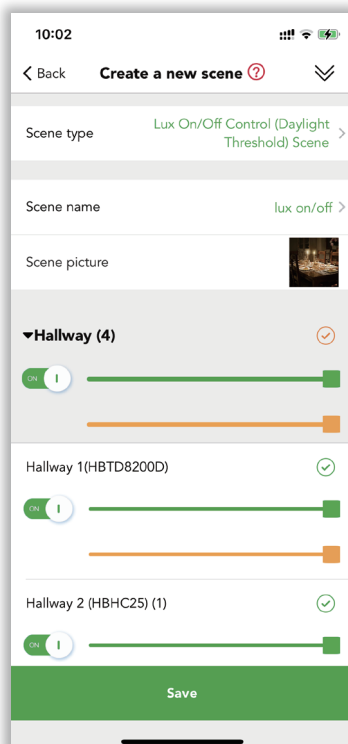 10:02
Back
Create a new scene ?
Scene type
Lux On/Off Control (Daylight
Threshold) Scene
Scene name
lux on/off
Scene picture
Hallway (4)
ON I
Hallway 1(HBTD8200D)
ON I
Hallway 2 (HBHC25) (1)
ON I
Save